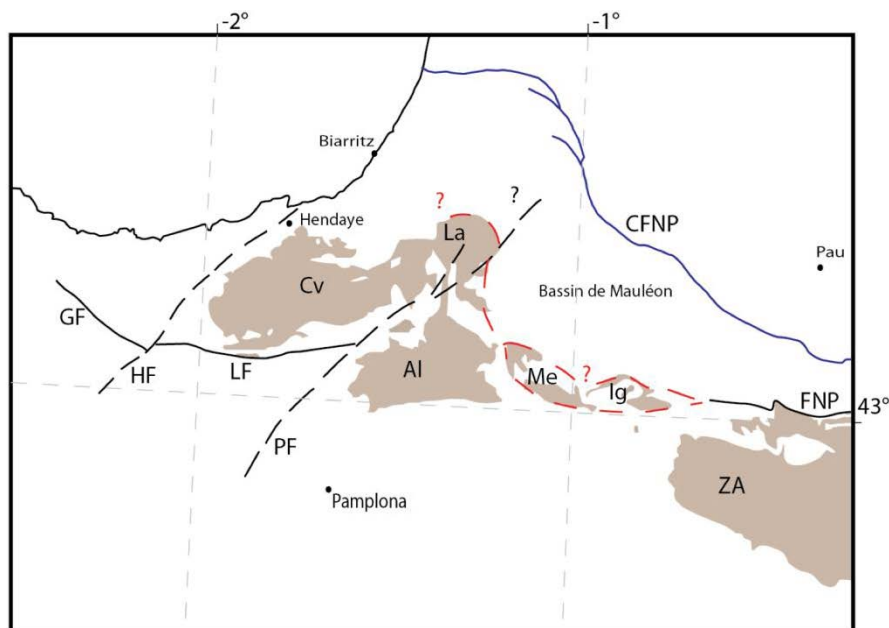 -2°
-1°
Biarritz
?
?
Hendaye
La
CFNP
Pau
Cv
Bassin de Mauléon
GF
HF
LF
Al
Me
?
Ig
FNP
43°
PF
ZA
Pamplona